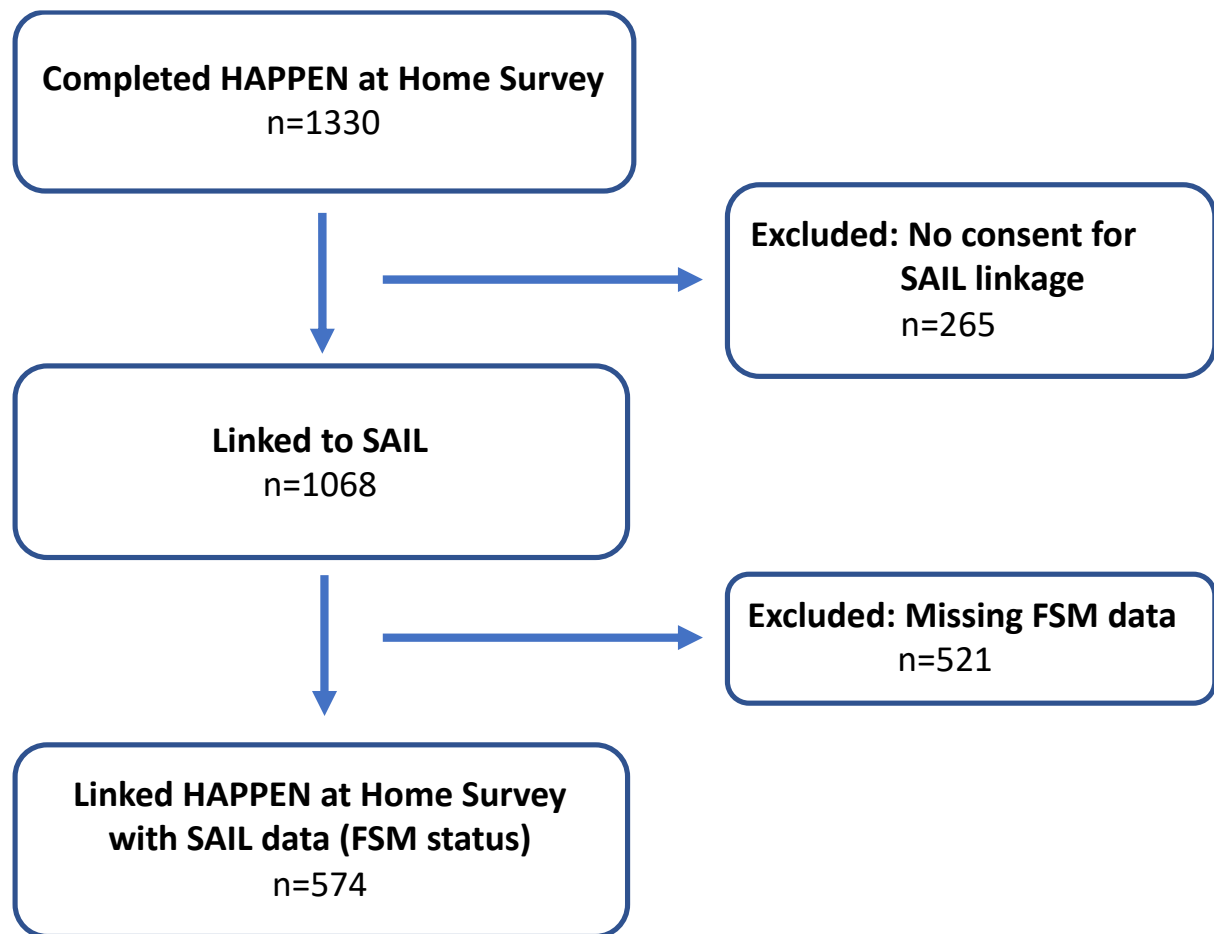 Completed HAPPEN at Home Survey
n=1330
Excluded: No consent for
SAIL linkage
n=265
Linked to SAIL
n=1068
Excluded: Missing FSM data
n=521
Linked HAPPEN at Home Survey
with SAIL data (FSM status)
n=574